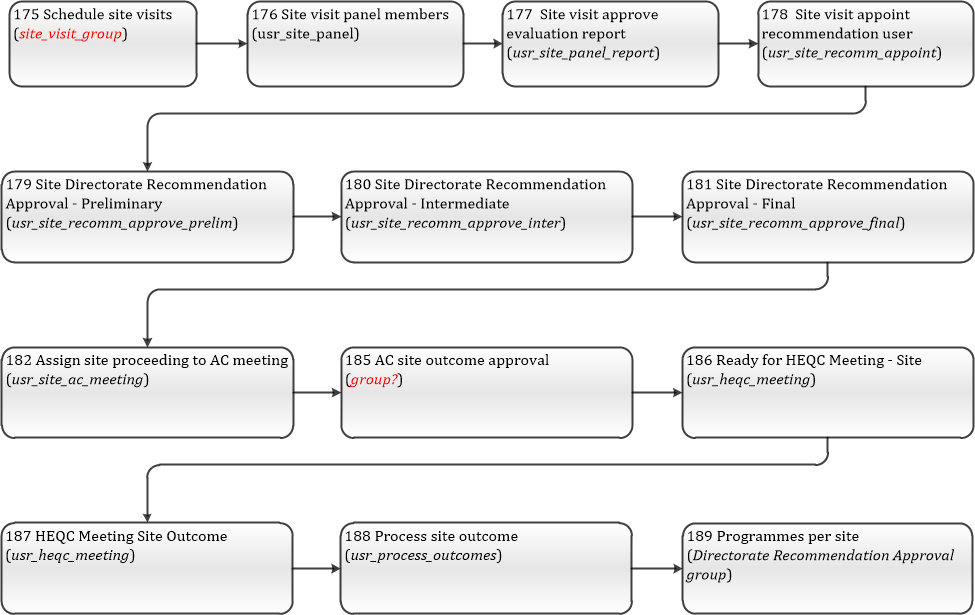 175 Schedule site visits
(site_visit_group)
176 Site visit panel members
(usr_site_panel)
177  Site visit approve
evaluation report
(usr_site_panel_report)
178  Site visit appoint
recommendation user
(usr_site_recomm_appoint)
179 Site Directorate Recommendation
Approval - Preliminary
(usr_site_recomm_approve_prelim)
180 Site Directorate Recommendation
Approval - Intermediate
(usr_site_recomm_approve_inter)
181 Site Directorate Recommendation
Approval - Final
(usr_site_recomm_approve_final)
182 Assign site proceeding to AC meeting
(usr_site_ac_meeting)
185 AC site outcome approval
(group?)
186 Ready for HEQC Meeting - Site
(usr_heqc_meeting)
187 HEQC Meeting Site Outcome
(usr_heqc_meeting)
188 Process site outcome
(usr_process_outcomes)
189 Programmes per site
(Directorate Recommendation Approval
group)